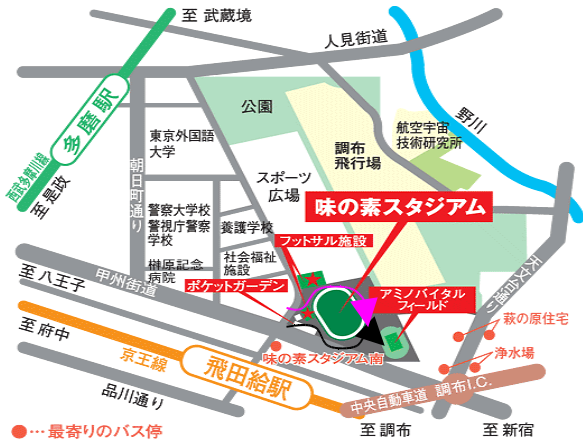 至 武蔵境
人見街道
多磨駅
西武多摩川線
至 是政
公園
野川
航空宇宙
技術研究所
東京外国語
大学
朝日町通り
調布
飛行場
スポーツ
広場
味の素スタジアム
警察大学校
警視庁警察
学校
養護学校
フットサル施設
榊原記念
病院
社会福祉
施設
ポケットガーデン
アミノバイタル
フィールド
天文台通り
至 八王子
甲州街道
至 府中
京王線
飛田給駅
味の素スタジアム南
萩の原住宅
浄水場
品川通り
中央自動車道 調布I.C.
至 調布
至 新宿
●…最寄りのバス停